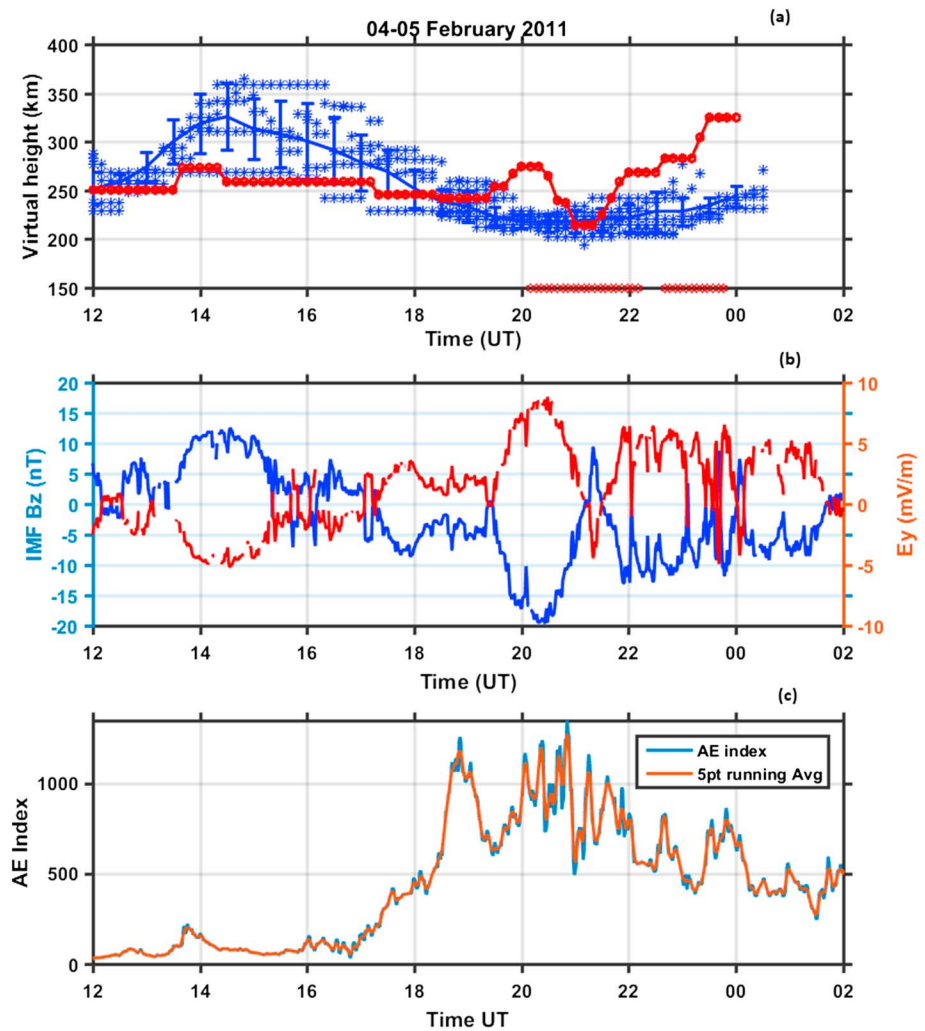 (a)
04-05 February 2011
Virtual height (km)
400
350
300
250
200
150
12 14 16 18 20 22 00 02
Time (UT)
(b)
IMF Bz (nT)
20
15
10
5
0
-5
-10
-15
-20
10
5
0
-5
-10
Ey (mV/m)
12 14 16 18 20 22 00 02
Time (UT)
(c)
AE Index
1000
500
0
AE index
5pt running Avg
12 14 16 18 20 22 00 02
Time UT